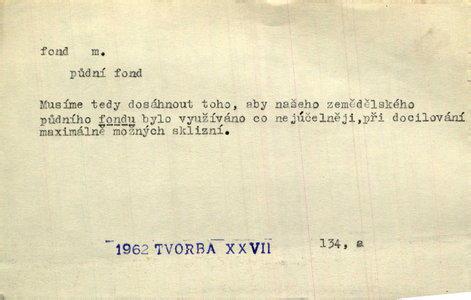 fond m.
půdní fond
Musíme tedy dosáhnout toho, aby našeho zemědělského
půdního fondu bylo využíváno co nejúčelněji,při docilování
maximálně možných sklizní.
1962 TVORBA XXVII 134, a